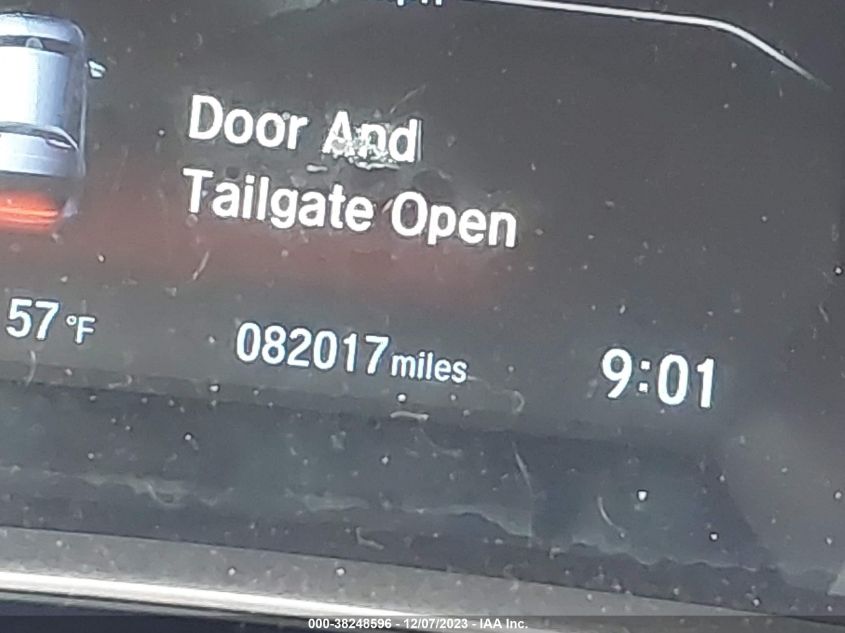 Door And
Tailgate Open
57 °F
082017 miles
9:01
000-38248596 - 12/07/2023 - IAA Inc.